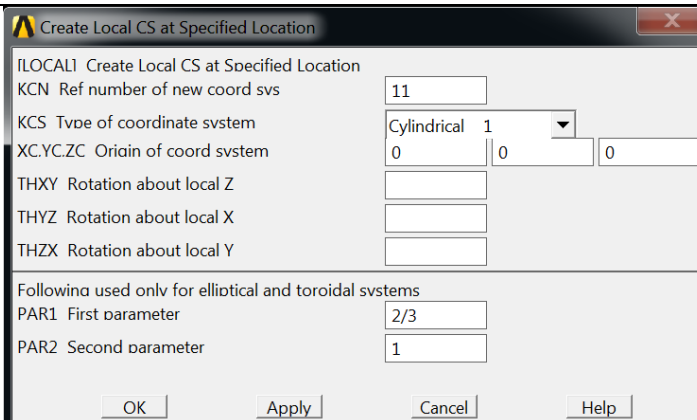 Create Local CS at Specified Location
[LOCAL] Create Local CS at Specified Location
KCN Ref number of new coord sys 11
KCS Type of coordinate system Cylindrical 1
XC,YC,ZC Origin of coord system 0 0 0
THXY Rotation about local Z
THYZ Rotation about local X
THZX Rotation about local Y
Following used only for elliptical and toroidal systems
PAR1 First parameter 2/3
PAR2 Second parameter 1
OK Apply Cancel Help